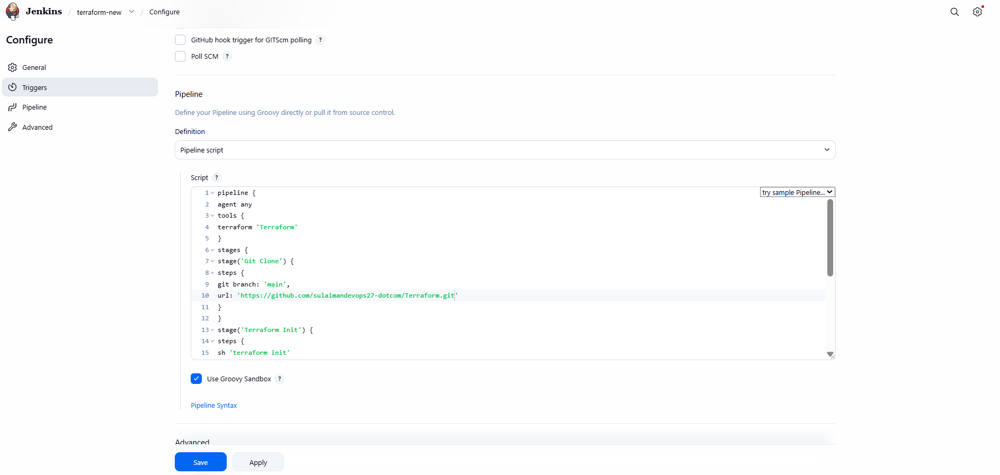 Jenkins / terraform-new / Configure
Configure
General
Triggers
Pipeline
Advanced
GitHub hook trigger for GITScm polling ?
Poll SCM ?
Pipeline
Define your Pipeline using Groovy directly or pull it from source control.
Definition
Pipeline script
Script ?
try sample Pipeline...
1 pipeline {
2 agent any
3 tools {
4 terraform 'Terraform'
5 }
6 stages {
7 stage('Git Clone') {
8 steps {
9 git branch: 'main',
10 url: 'https://github.com/sulaimandevops27-dotcom/Terraform.git'
11 }
12 }
13 stage('Terraform Init') {
14 steps {
15 sh 'terraform init'
Use Groovy Sandbox ?
Pipeline Syntax
Advanced
Save
Apply